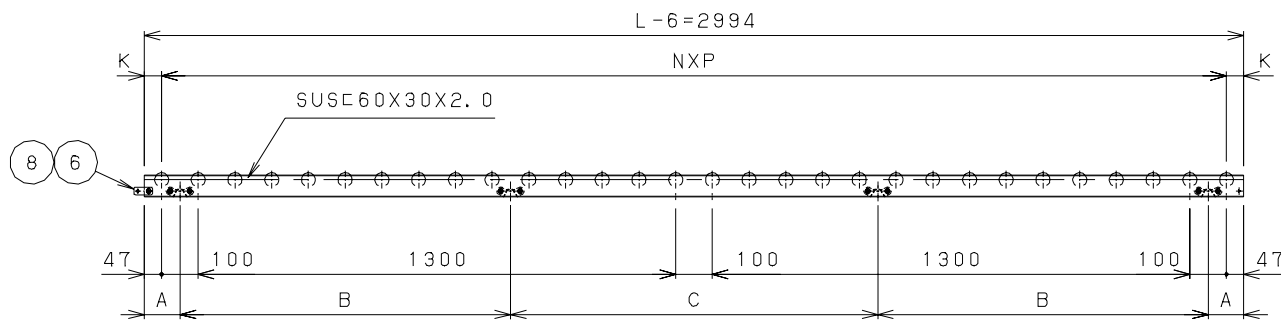 L-6=2994
K NXP K
SUS⊏60X30X2.0
8 6
47 100 1300 100 1300 100 47
A B C B A